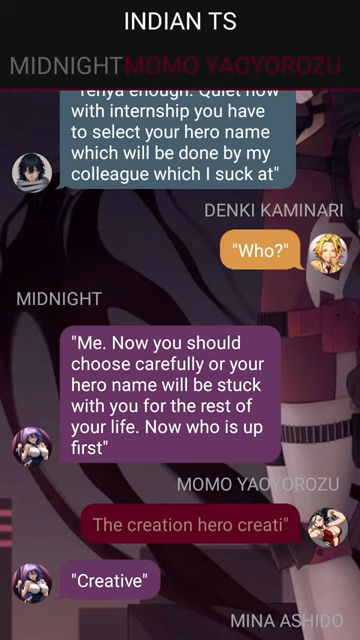 INDIAN TS
MIDNIGHT MOMO YAOYOROZU
"Tenya enough. Quiet now
with internship you have
to select your hero name
which will be done by my
colleague which I suck at"
DENKI KAMINARI
"Who?"
MIDNIGHT
"Me. Now you should
choose carefully or your
hero name will be stuck
with you for the rest of
your life. Now who is up
first"
MOMO YAOYOROZU
The creation hero creati"
"Creative"
MINA ASHIDO